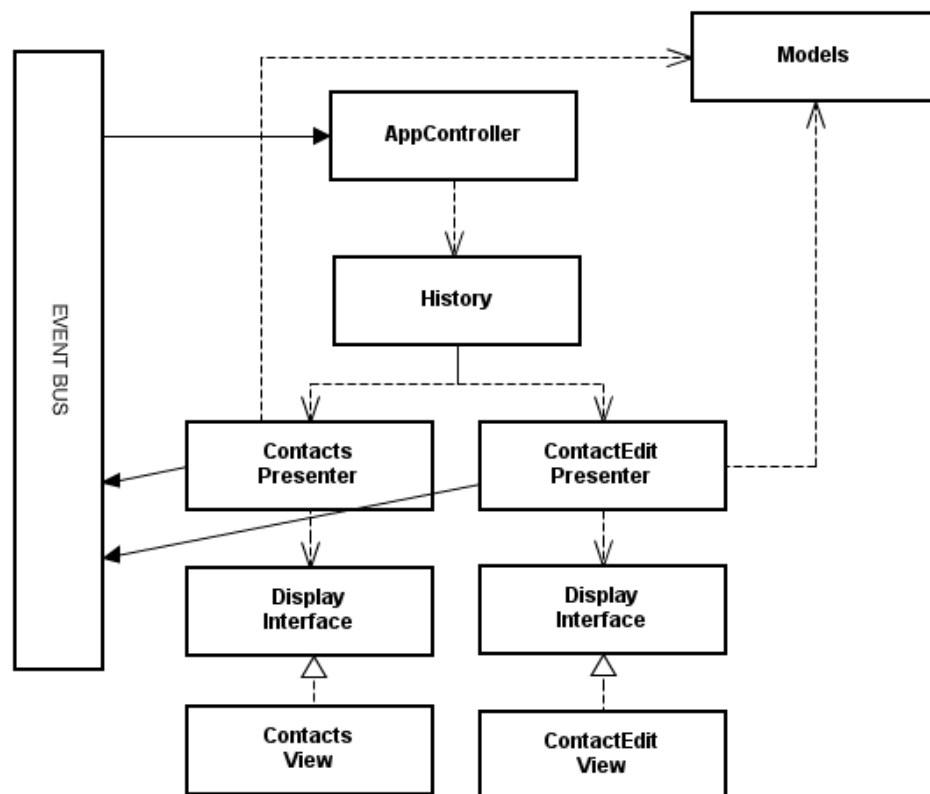 Models
AppController
History
EVENT BUS
Contacts
Presenter
ContactEdit
Presenter
Display
Interface
Display
Interface
Contacts
View
ContactEdit
View